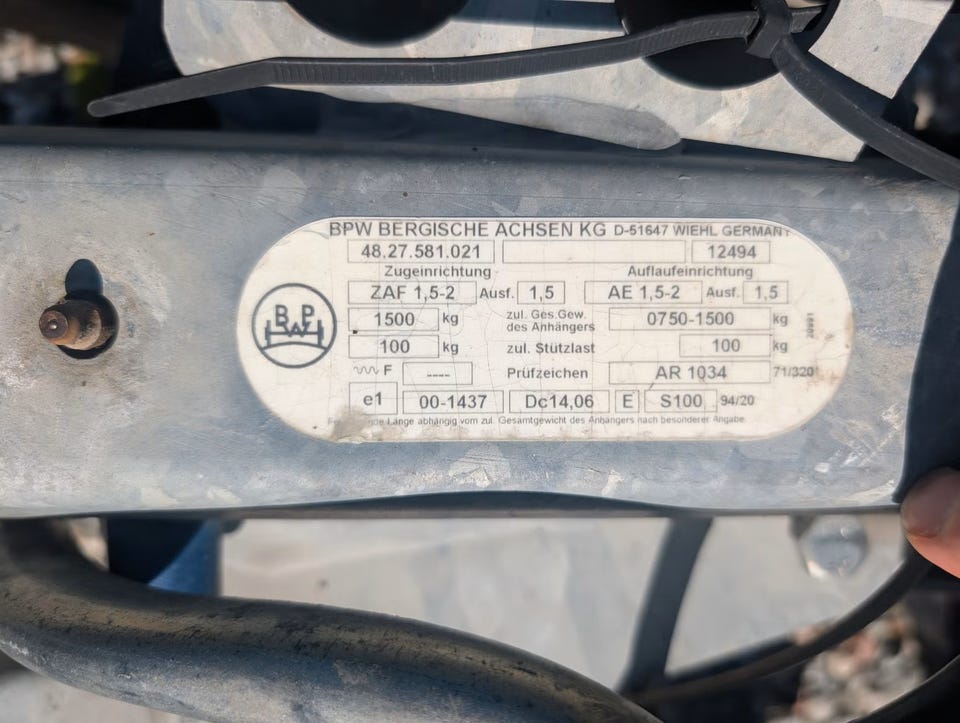 BPW BERGISCHE ACHSEN KG D-51647 WIEHL GERMANY
48.27.581.021 12494
Zugeinrichtung Auflaufeinrichtung
ZAF 1,5-2 Ausf. 1,5 AE 1,5-2 Ausf. 1,5
1500 kg zul. Ges.Gew. des Anhängers 0750-1500 kg
100 kg zul. Stützlast 100 kg
F ---- Prüfzeichen AR 1034 71/320
e1 00-1437 Dc14,06 E S100 94/20
Länge abhängig vom zul. Gesamtgewicht des Anhängers nach besonderer Angabe.
BPW